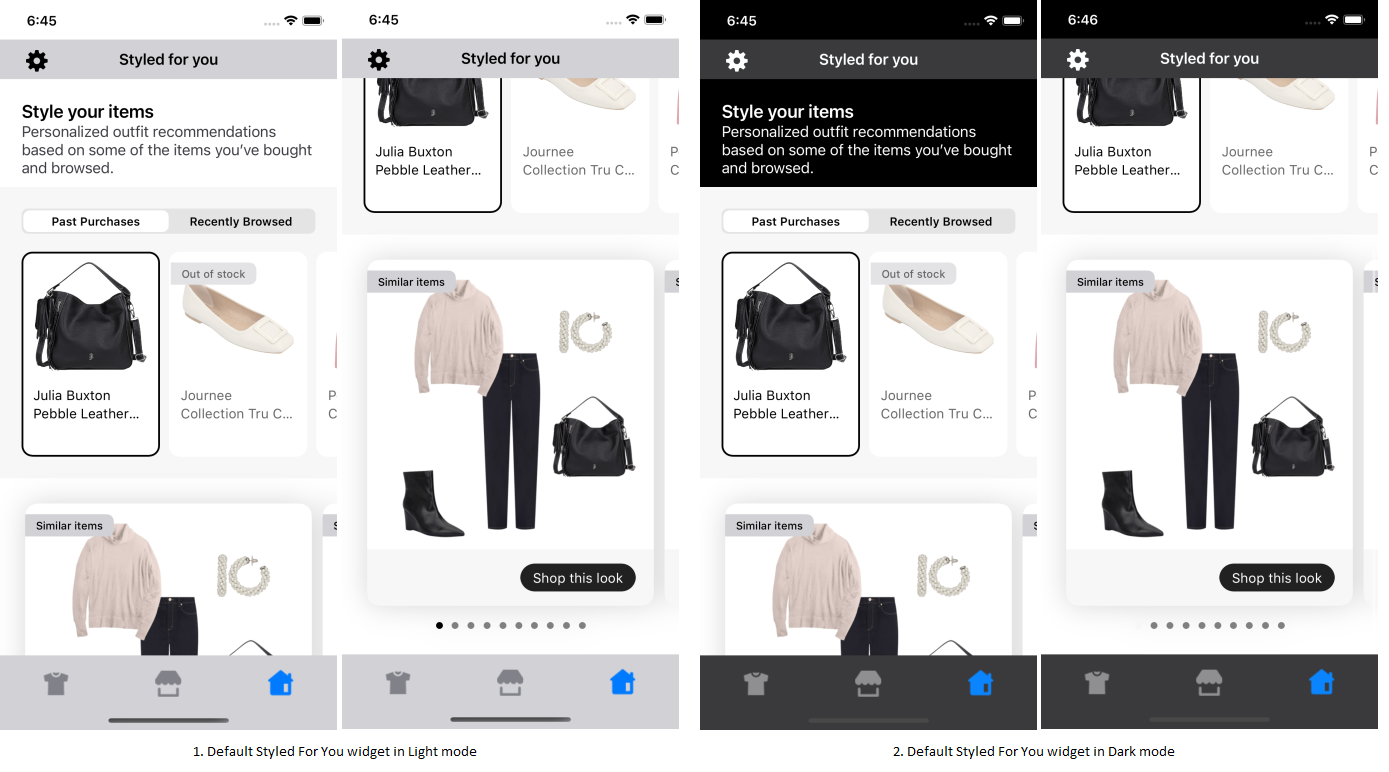 6:45
Styled for you
Style your items
Personalized outfit recommendations
based on some of the items you’ve bought
and browsed.
Past Purchases Recently Browsed
Out of stock
Julia Buxton
Pebble Leather...
Journee
Collection Tru C...
P
C
Similar items
S
6:45
Styled for you
Julia Buxton
Pebble Leather...
Journee
Collection Tru C...
P
C
Similar items
S
Shop this look
1. Default Styled For You widget in Light mode
6:45
Styled for you
Style your items
Personalized outfit recommendations
based on some of the items you’ve bought
and browsed.
Past Purchases Recently Browsed
Out of stock
Julia Buxton
Pebble Leather...
Journee
Collection Tru C...
P
C
Similar items
S
6:46
Styled for you
Julia Buxton
Pebble Leather...
Journee
Collection Tru C...
P
C
Similar items
S
Shop this look
2. Default Styled For You widget in Dark mode